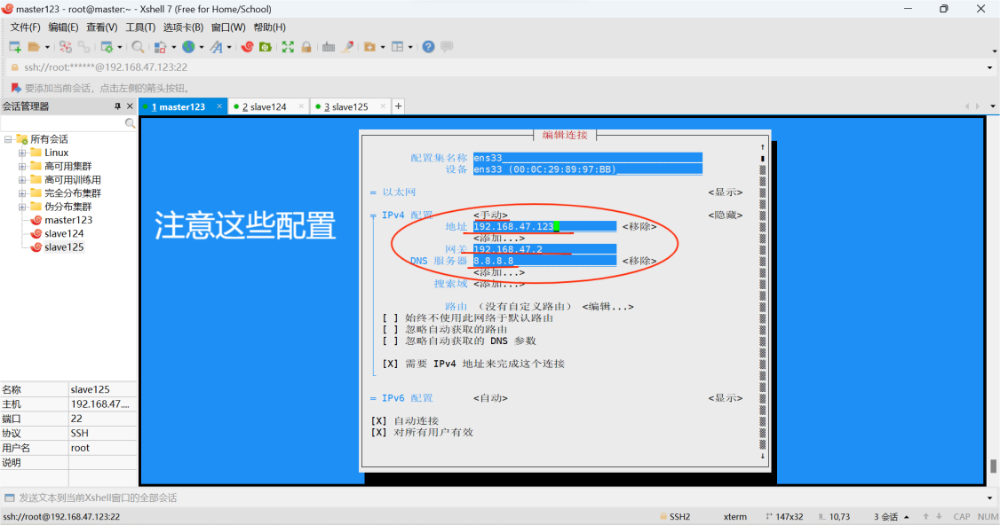 master123 - root@master:~ - Xshell 7 (Free for Home/School)
文件(F) 编辑(E) 查看(V) 工具(T) 选项卡(B) 窗口(W) 帮助(H)
ssh://root:******@192.168.47.123:22
要添加当前会话，点击左侧的箭头按钮。
会话管理器
1 master123
2 slave124
3 slave125
所有会话
Linux
高可用集群
高可用训练用
完全分布集群
伪分布集群
master123
slave124
slave125
名称 slave125
主机 192.168.47....
端口 22
协议 SSH
用户名 root
说明
注意这些配置
编辑连接
配置集名称 ens33
设备 ens33 (00:0C:29:89:97:BB)
= 以太网 <显示>
IPv4 配置 <手动> <隐藏>
地址 192.168.47.123 <移除>
<添加...>
网关 192.168.47.2
DNS 服务器 8.8.8.8 <移除>
<添加...>
搜索域 <添加...>
路由 （没有自定义路由） <编辑...>
[ ] 始终不使用此网络于默认路由
[ ] 忽略自动获取的路由
[ ] 忽略自动获取的 DNS 参数
[X] 需要 IPv4 地址来完成这个连接
= IPv6 配置 <自动> <显示>
[X] 自动连接
[X] 对所有用户有效
发送文本到当前Xshell窗口的全部会话
ssh://root@192.168.47.123:22 SSH2 xterm 147x32 10,73 3 会话 CAP NUM